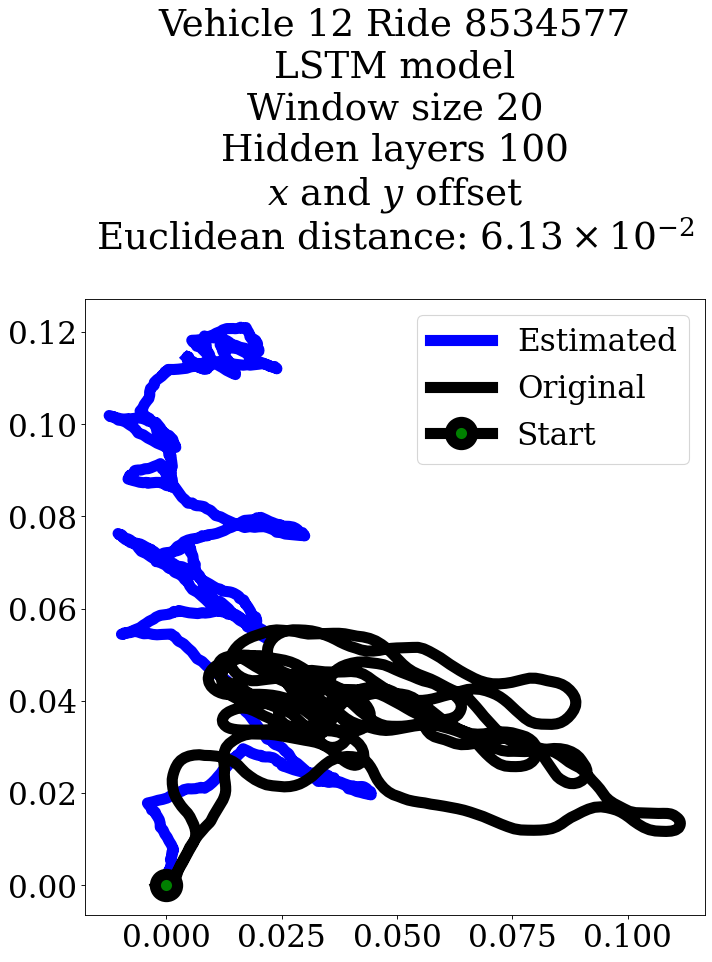 Vehicle 12 Ride 8534577
LSTM model
Window size 20
Hidden layers 100
x and y offset
Euclidean distance: 6.13 × 10⁻²
Estimated
Original
Start
0.12
0.10
0.08
0.06
0.04
0.02
0.00
0.000 0.025 0.050 0.075 0.100